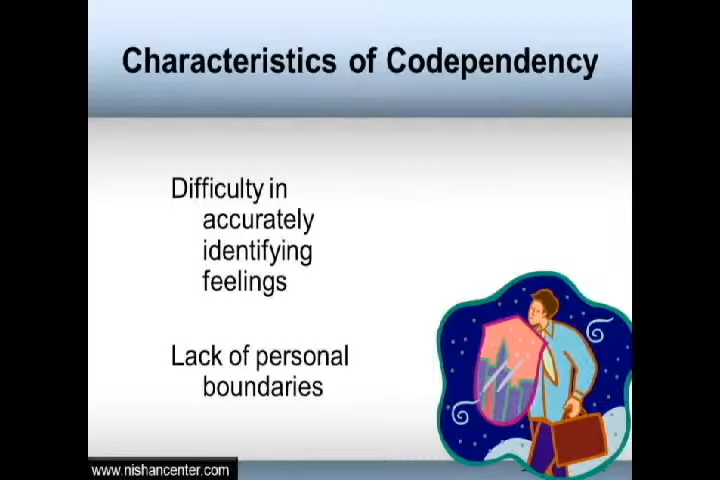 Characteristics of Codependency
Difficulty in
accurately
identifying
feelings
Lack of personal
boundaries
www.nishancenter.com